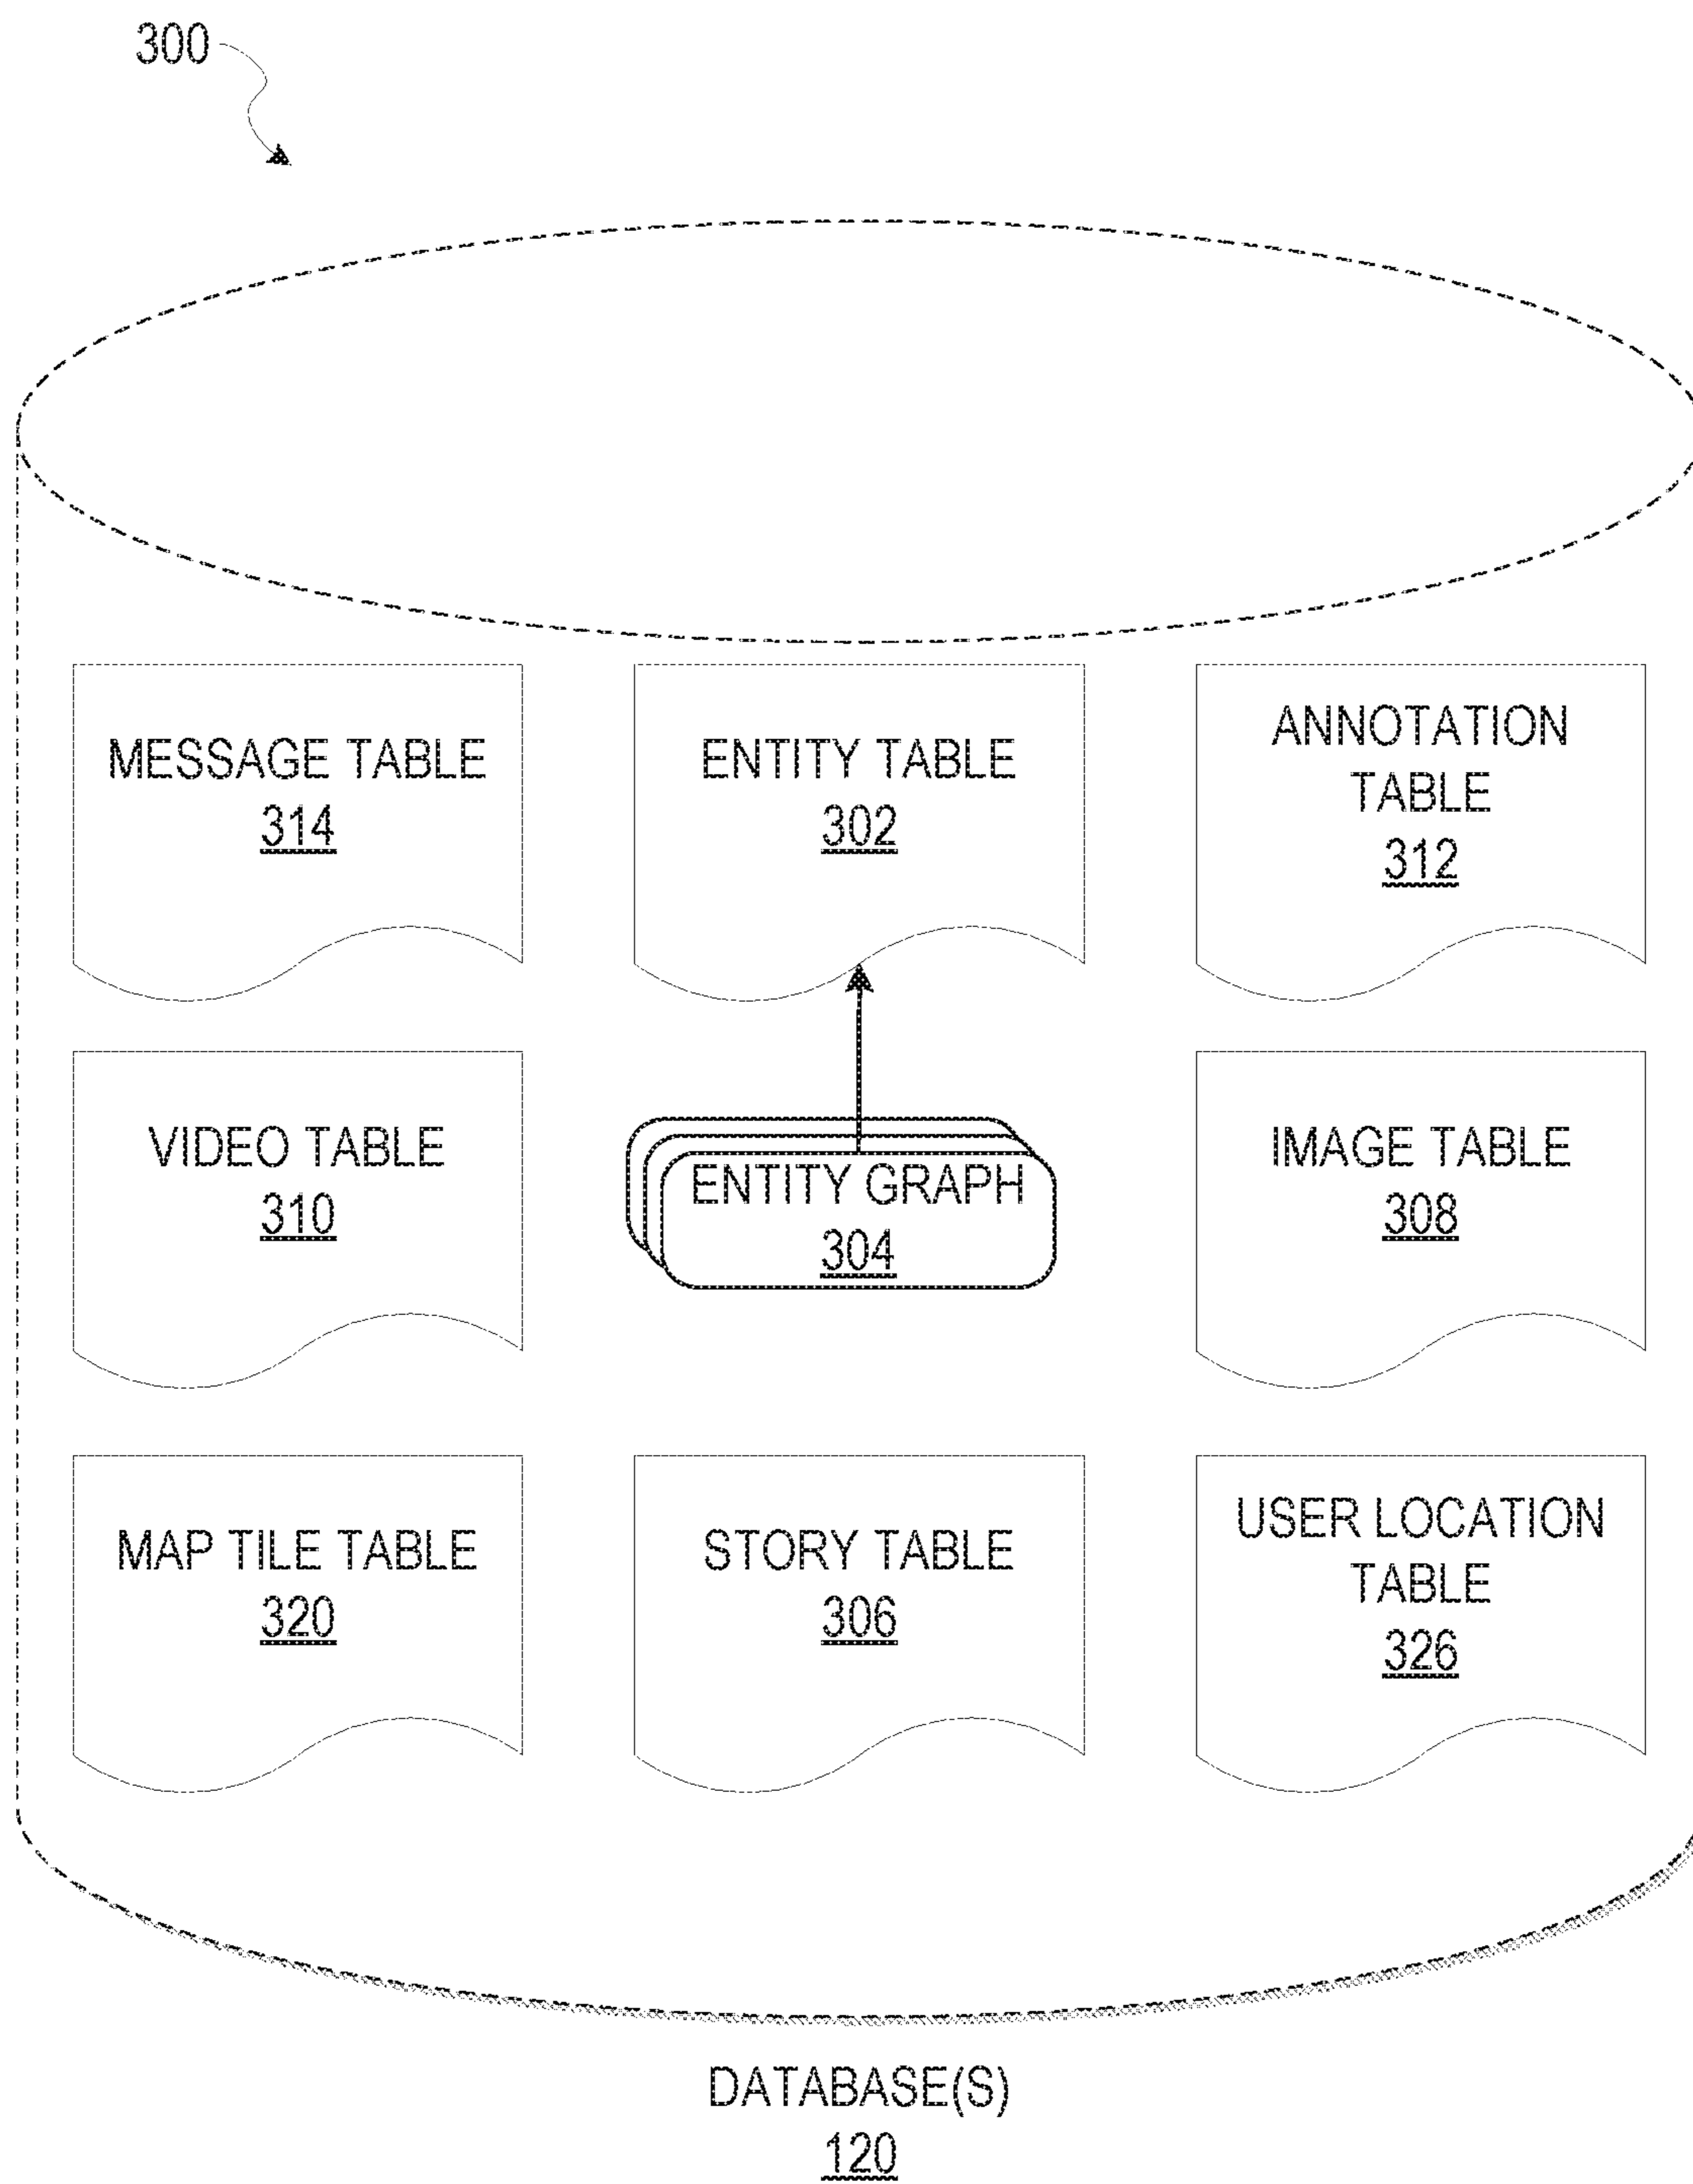 300
MESSAGE TABLE
314
ENTITY TABLE
302
ANNOTATION
TABLE
312
VIDEO TABLE
310
ENTITY GRAPH
304
IMAGE TABLE
308
MAP TILE TABLE
320
STORY TABLE
306
USER LOCATION
TABLE
326
DATABASE(S)
120